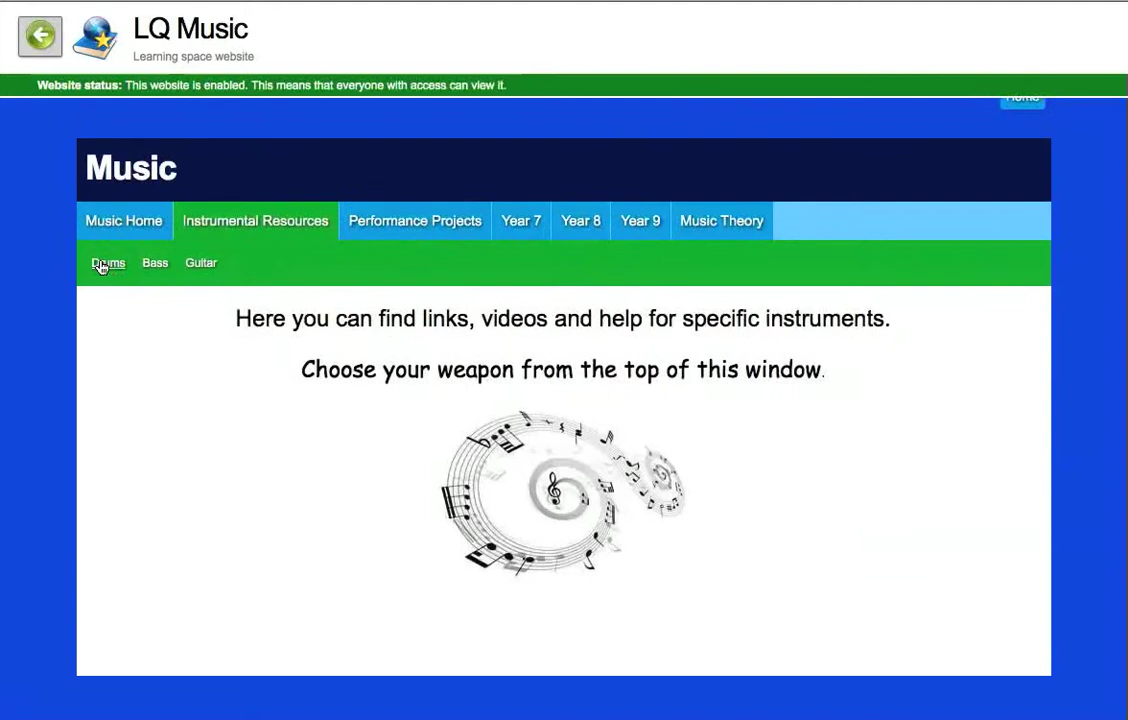 LQ Music
Learning space website
Website status: This website is enabled. This means that everyone with access can view it.
Home
Music
Music Home Instrumental Resources Performance Projects Year 7 Year 8 Year 9 Music Theory
Drums Bass Guitar
Here you can find links, videos and help for specific instruments.
Choose your weapon from the top of this window.